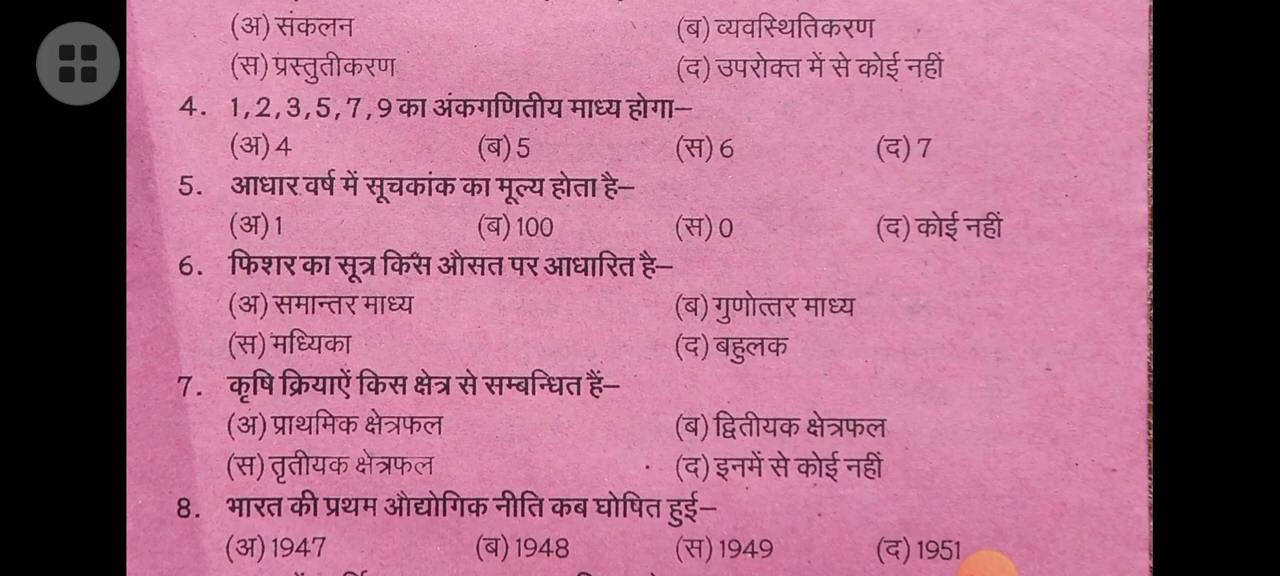 (अ) संकलन (ब) व्यवस्थितिकरण
(स) प्रस्तुतीकरण (द) उपरोक्त में से कोई नहीं
4. 1,2,3,5,7,9 का अंकगणितीय माध्य होगा–
(अ) 4 (ब) 5 (स) 6 (द) 7
5. आधार वर्ष में सूचकांक का मूल्य होता है–
(अ) 1 (ब) 100 (स) 0 (द) कोई नहीं
6. फिशर का सूत्र किस औसत पर आधारित है–
(अ) समान्तर माध्य (ब) गुणोत्तर माध्य
(स) मध्यिका (द) बहुलक
7. कृषि क्रियाऐं किस क्षेत्र से सम्बन्धित हैं–
(अ) प्राथमिक क्षेत्रफल (ब) द्वितीयक क्षेत्रफल
(स) तृतीयक क्षेत्रफल (द) इनमें से कोई नहीं
8. भारत की प्रथम औद्योगिक नीति कब घोषित हुई–
(अ) 1947 (ब) 1948 (स) 1949 (द) 1951